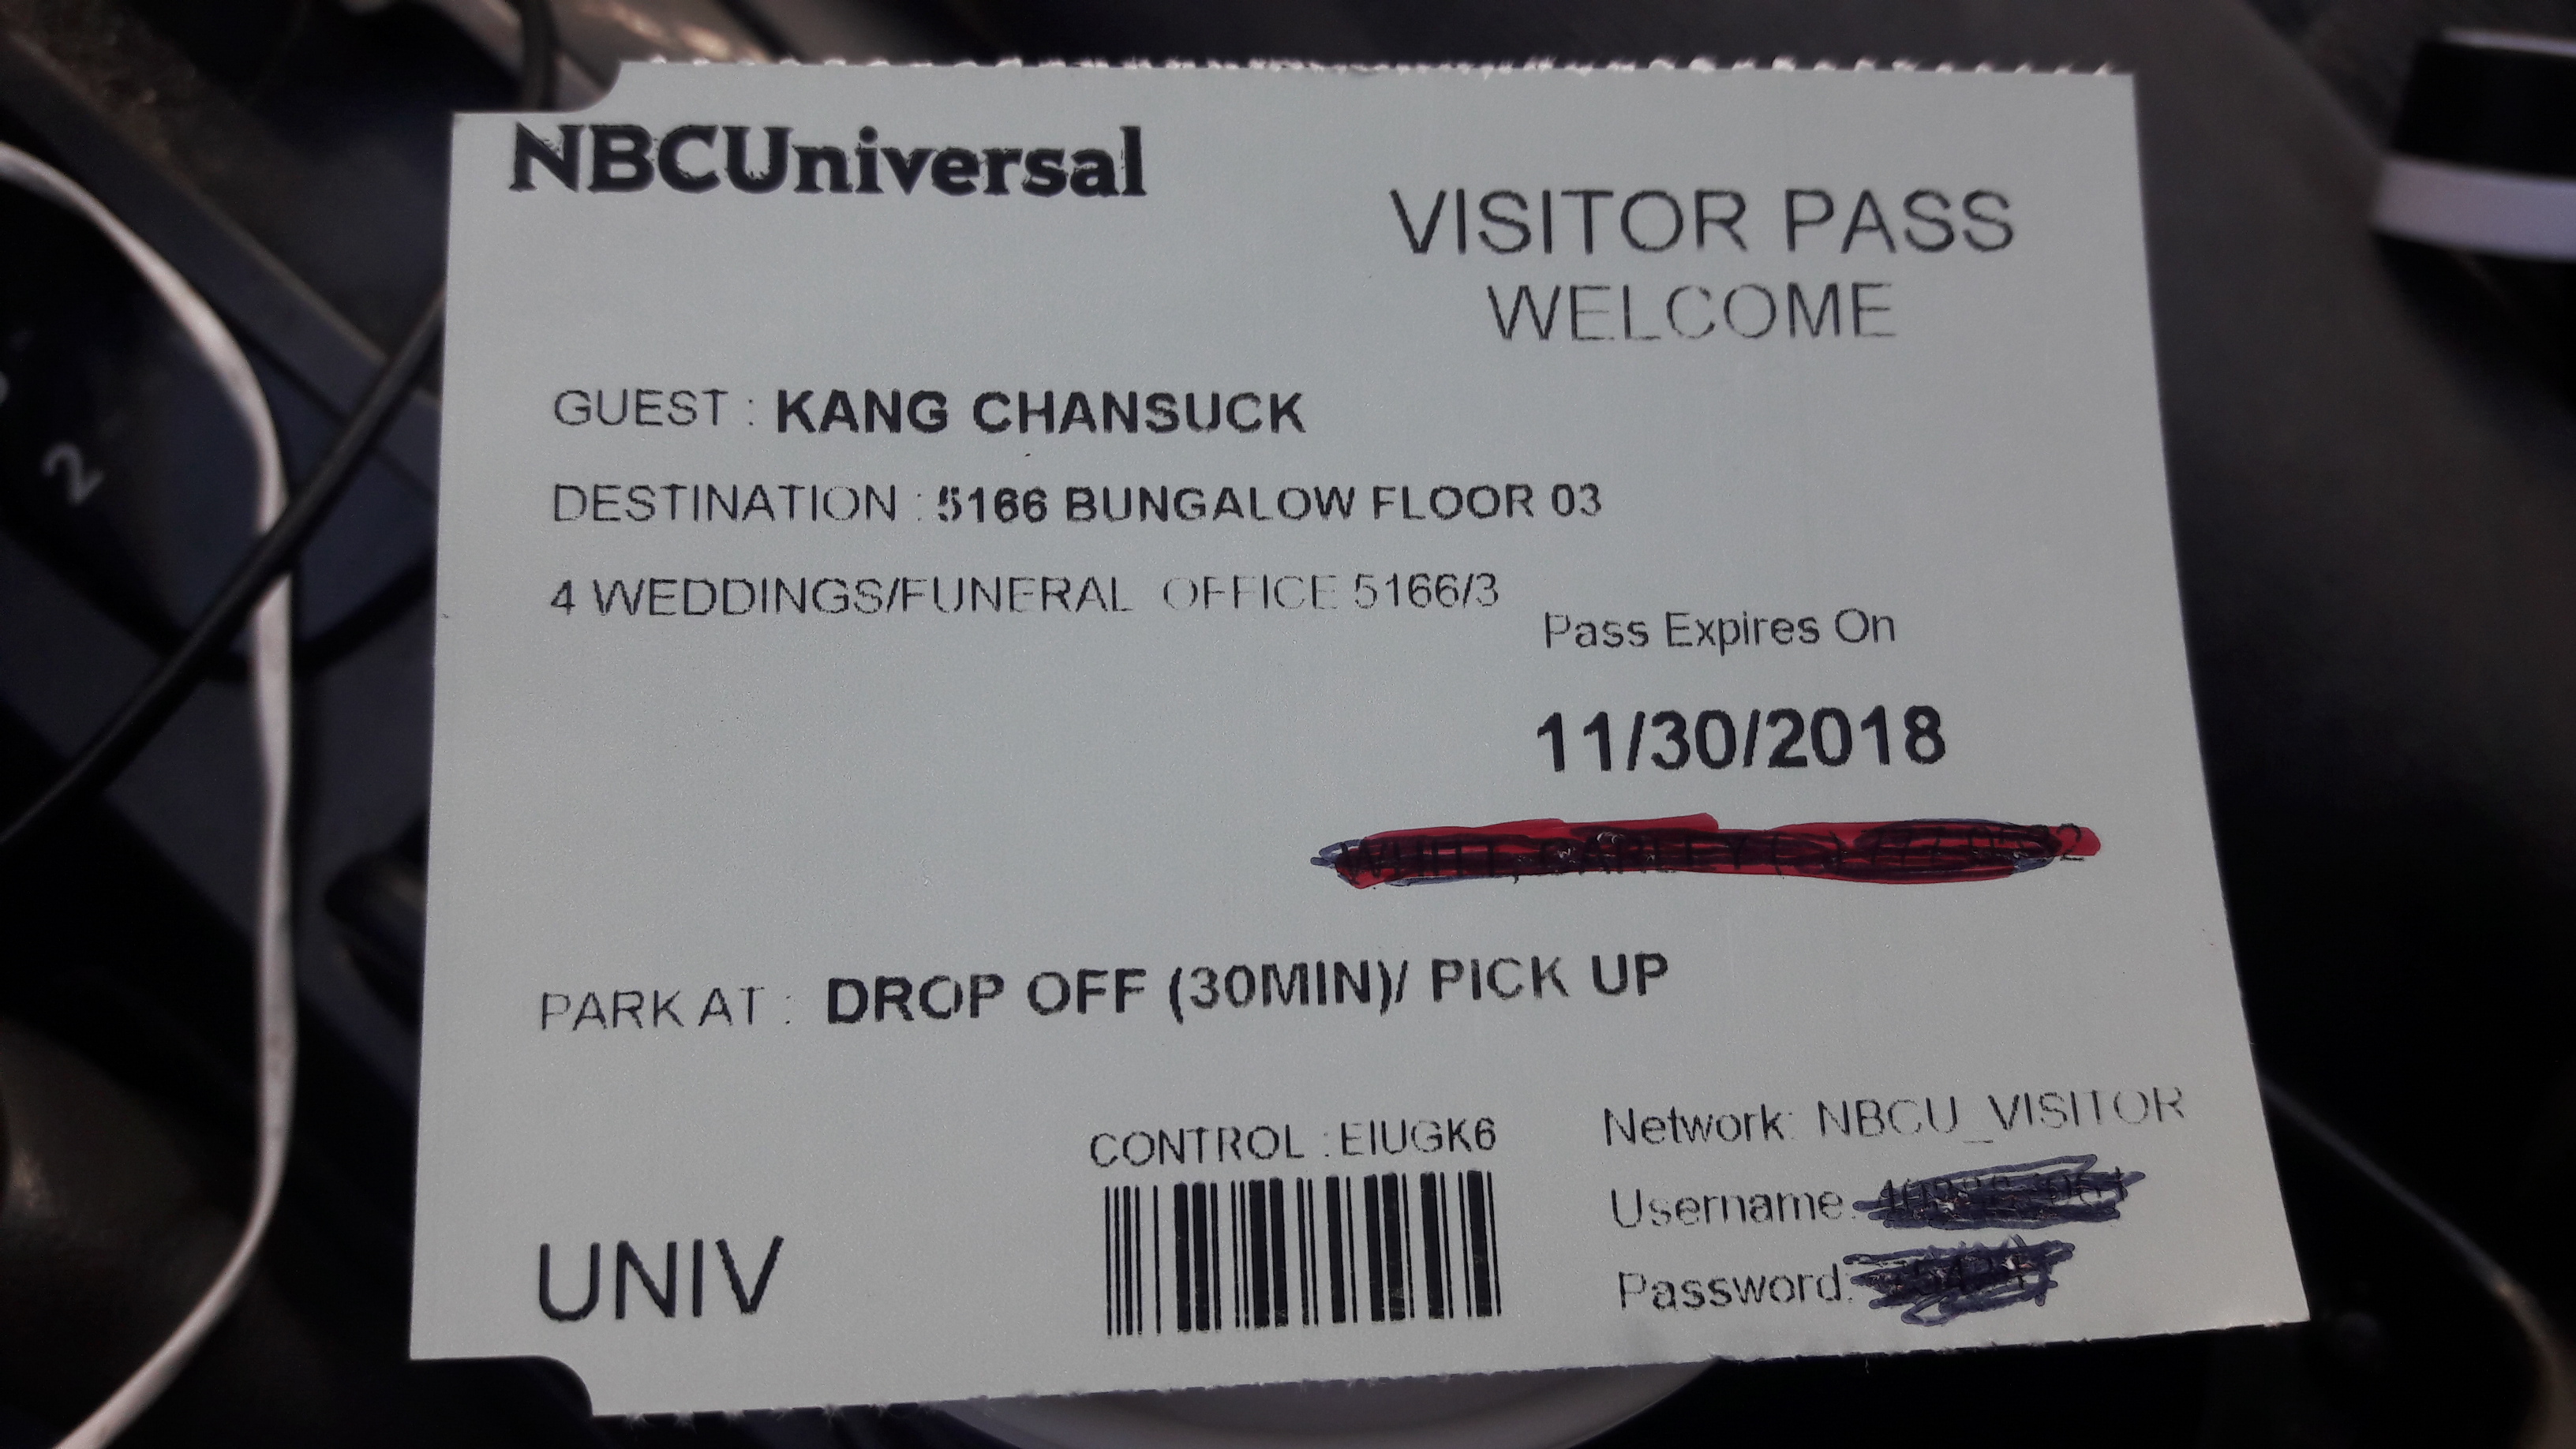 NBCUniversal
VISITOR PASS
WELCOME
GUEST : KANG CHANSUCK
DESTINATION : 5166 BUNGALOW FLOOR 03
4 WEDDINGS/FUNERAL OFFICE 5166/3
Pass Expires On
11/30/2018
PARK AT : DROP OFF (30MIN)/ PICK UP
CONTROL : EIUGK6
Network: NBCU_VISITOR
Username:
Password:
UNIV
2